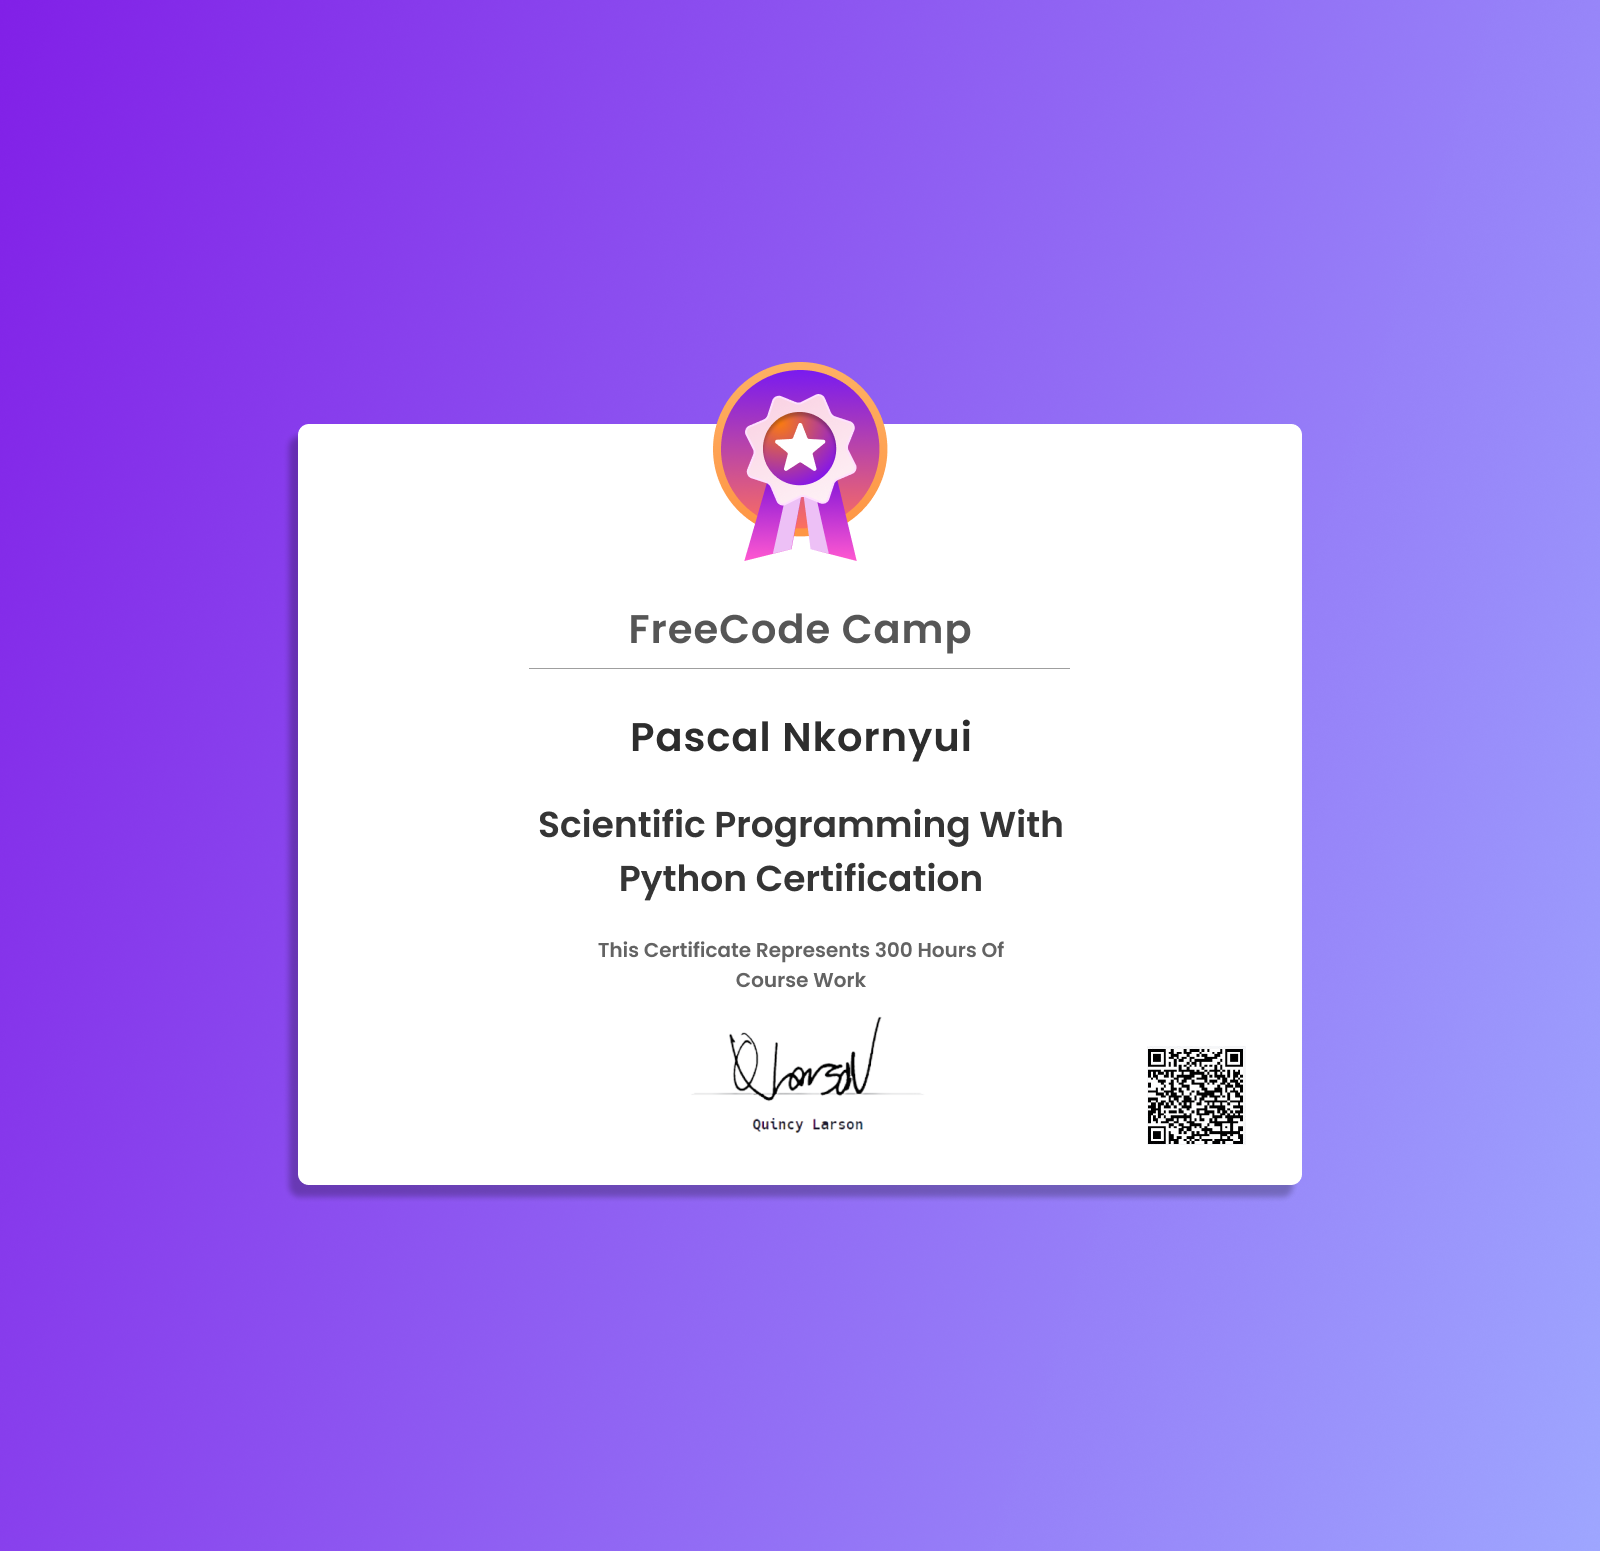 FreeCode Camp
Pascal Nkornyui
Scientific Programming With
Python Certification
This Certificate Represents 300 Hours Of
Course Work
QLarson
Quincy Larson